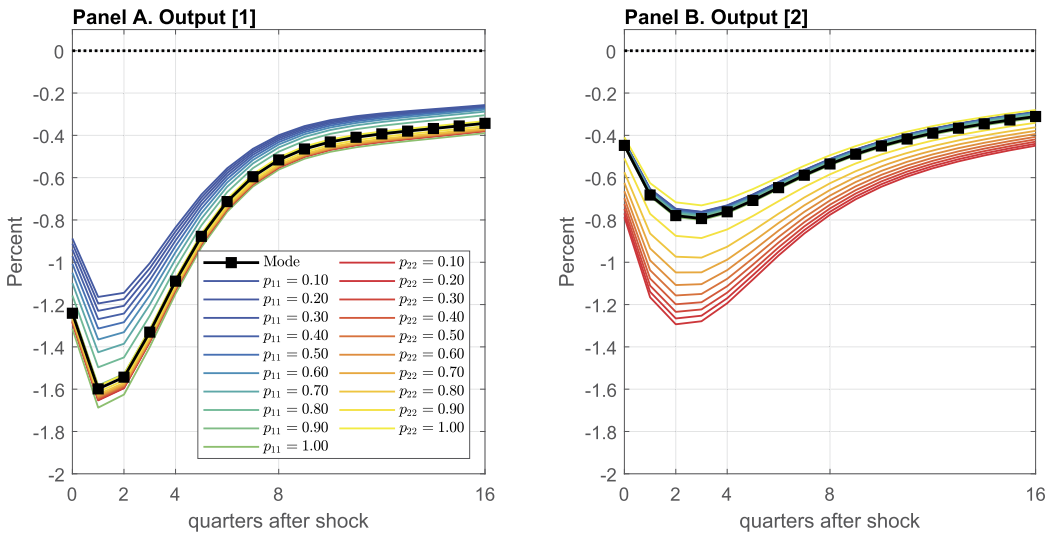 Panel A. Output [1]
Panel B. Output [2]
0
-0.2
-0.4
-0.6
-0.8
-1
-1.2
-1.4
-1.6
-1.8
-2
Percent
0 2 4 8 16
quarters after shock
Mode
p₁₁ = 0.10
p₁₁ = 0.20
p₁₁ = 0.30
p₁₁ = 0.40
p₁₁ = 0.50
p₁₁ = 0.60
p₁₁ = 0.70
p₁₁ = 0.80
p₁₁ = 0.90
p₁₁ = 1.00
p₂₂ = 0.10
p₂₂ = 0.20
p₂₂ = 0.30
p₂₂ = 0.40
p₂₂ = 0.50
p₂₂ = 0.60
p₂₂ = 0.70
p₂₂ = 0.80
p₂₂ = 0.90
p₂₂ = 1.00
0
-0.2
-0.4
-0.6
-0.8
-1
-1.2
-1.4
-1.6
-1.8
-2
Percent
0 2 4 8 16
quarters after shock